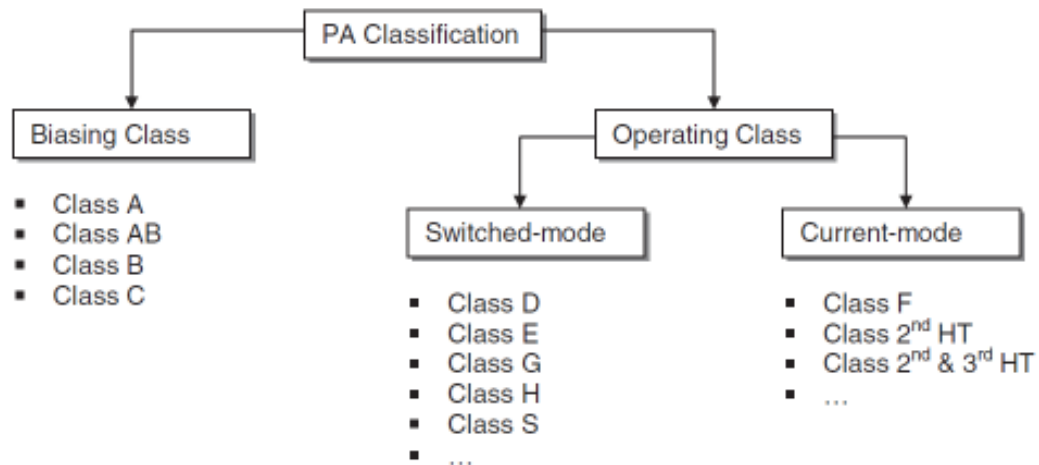 PA Classification
Biasing Class
Operating Class
▪ Class A
▪ Class AB
▪ Class B
▪ Class C
Switched-mode
Current-mode
▪ Class D
▪ Class E
▪ Class G
▪ Class H
▪ Class S
▪ ...
▪ Class F
▪ Class 2nd HT
▪ Class 2nd & 3rd HT
▪ ...